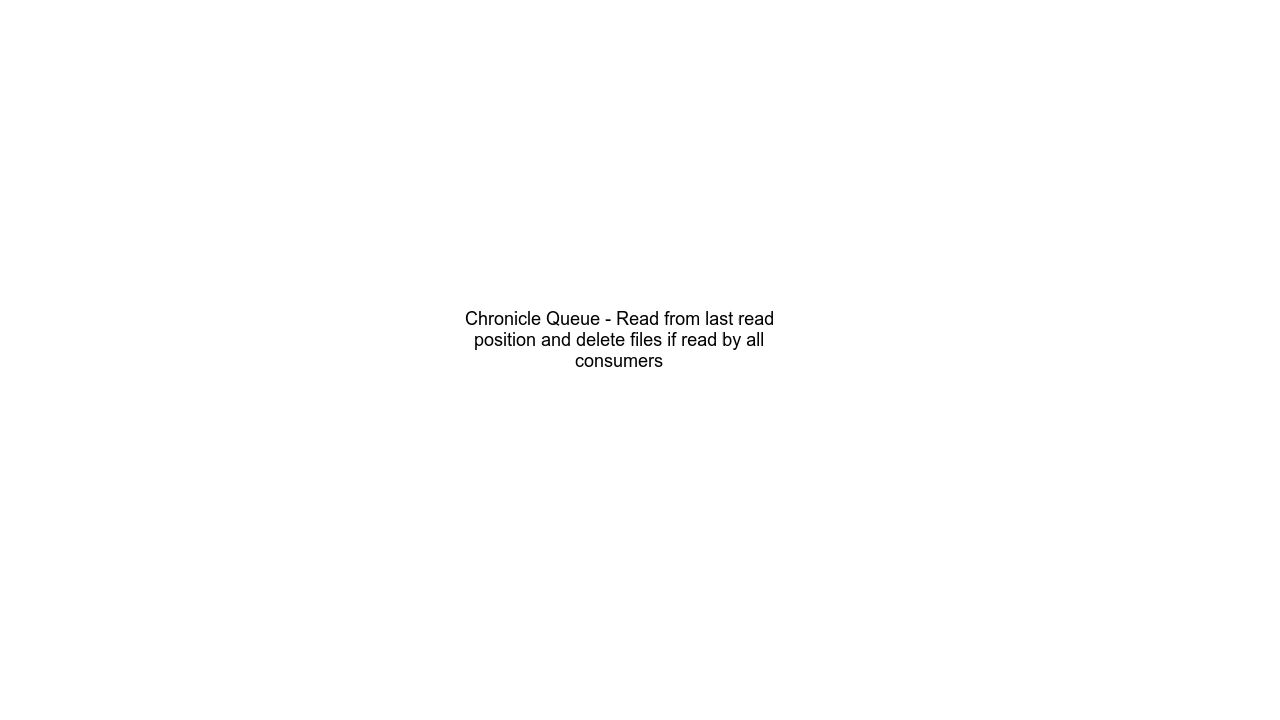 Chronicle Queue - Read from last read
position and delete files if read by all
consumers